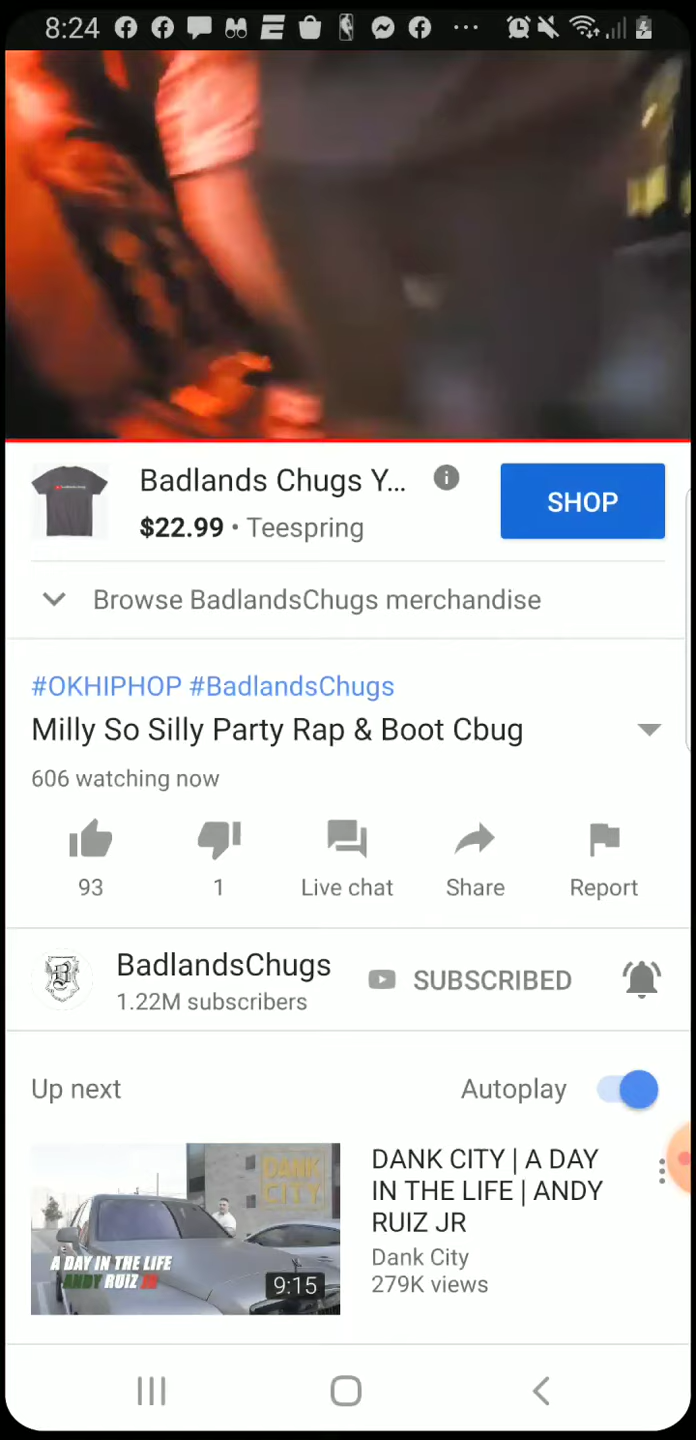 8:24
Badlands Chugs Y...
$22.99 • Teespring
SHOP
Browse BadlandsChugs merchandise
#OKHIPHOP #BadlandsChugs
Milly So Silly Party Rap & Boot Cbug
606 watching now
93
1
Live chat
Share
Report
BadlandsChugs
1.22M subscribers
SUBSCRIBED
Up next
Autoplay
DANK CITY
A DAY IN THE LIFE
ANDY RUIZ JR
9:15
DANK CITY | A DAY
IN THE LIFE | ANDY
RUIZ JR
Dank City
279K views